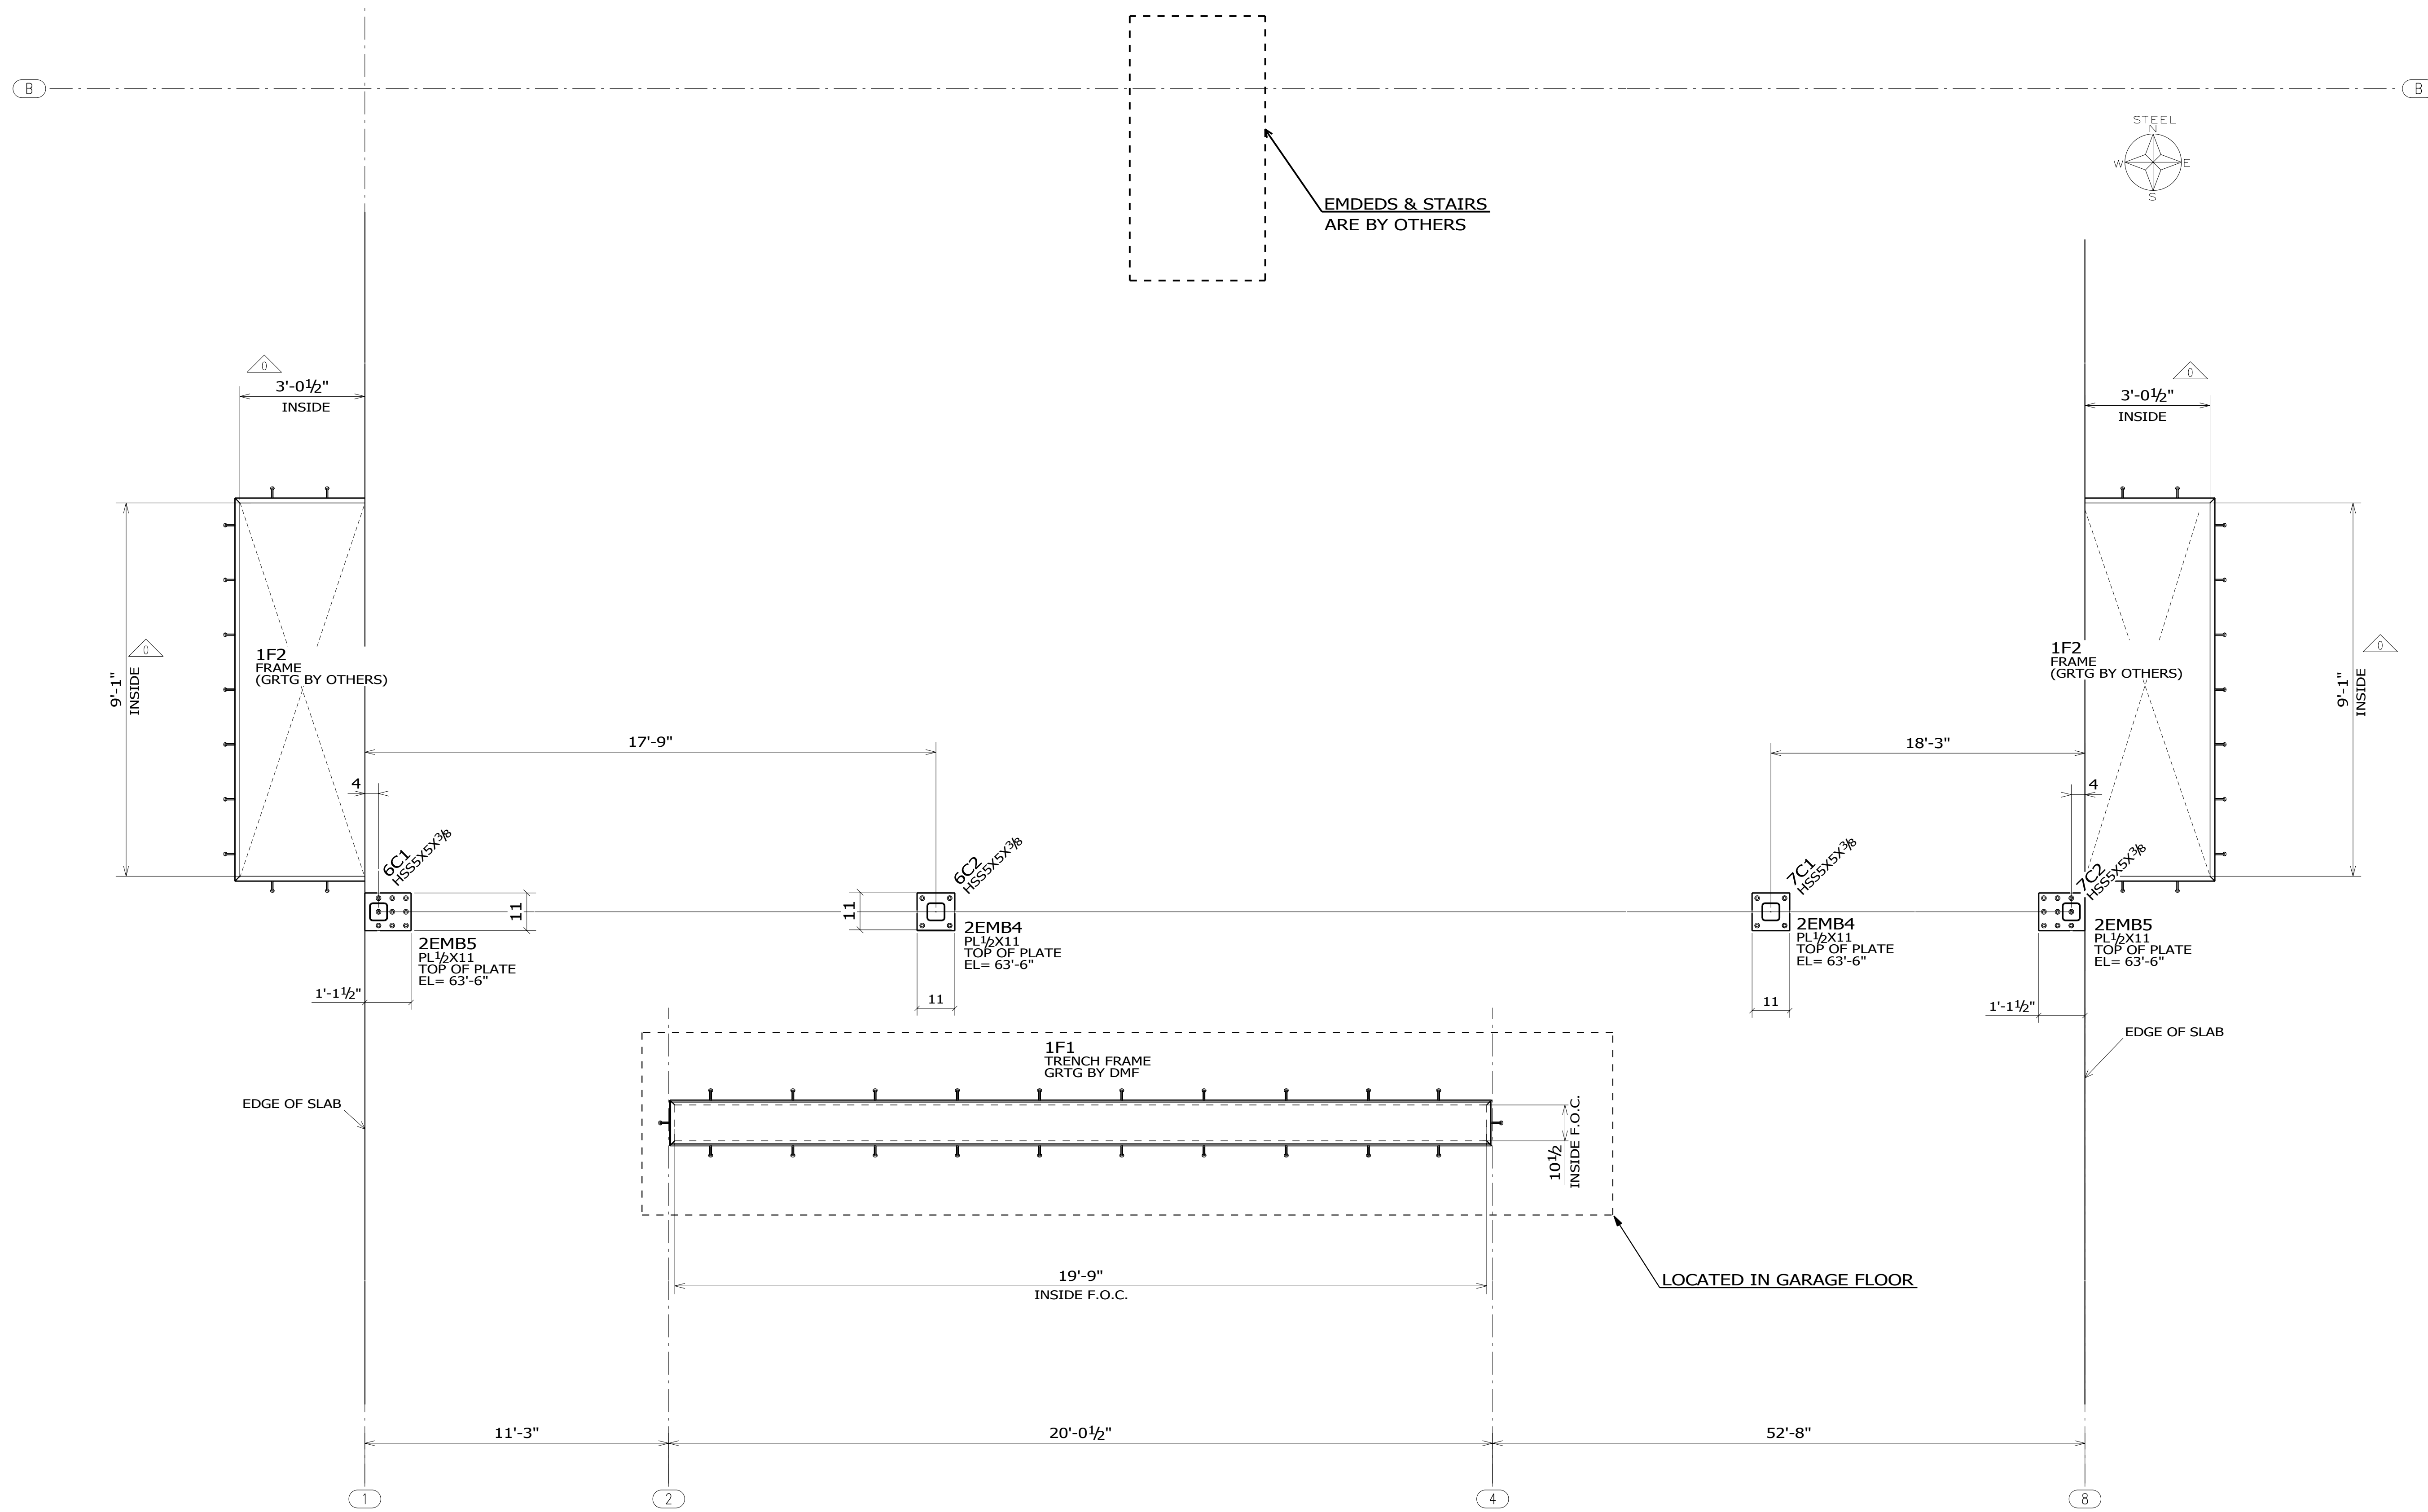 B
B
STEEL
N
W
E
S
EMDEDS & STAIRS
ARE BY OTHERS
0
3'-0½"
INSIDE
0
3'-0½"
INSIDE
0
9'-1"
INSIDE
1F2
FRAME
(GRTG BY OTHERS)
1F2
FRAME
(GRTG BY OTHERS)
0
9'-1"
INSIDE
17'-9"
18'-3"
4
4
6C1
HSS5X5X⅜
6C2
HSS5X5X⅜
7C1
HSS5X5X⅜
7C2
HSS5X5X⅜
11
11
2EMB5
PL½X11
TOP OF PLATE
EL= 63'-6"
2EMB4
PL½X11
TOP OF PLATE
EL= 63'-6"
2EMB4
PL½X11
TOP OF PLATE
EL= 63'-6"
2EMB5
PL½X11
TOP OF PLATE
EL= 63'-6"
1'-1½"
11
11
1'-1½"
EDGE OF SLAB
1F1
TRENCH FRAME
GRTG BY DMF
EDGE OF SLAB
10½
INSIDE F.O.C.
19'-9"
INSIDE F.O.C.
LOCATED IN GARAGE FLOOR
11'-3"
20'-0½"
52'-8"
1
2
4
8